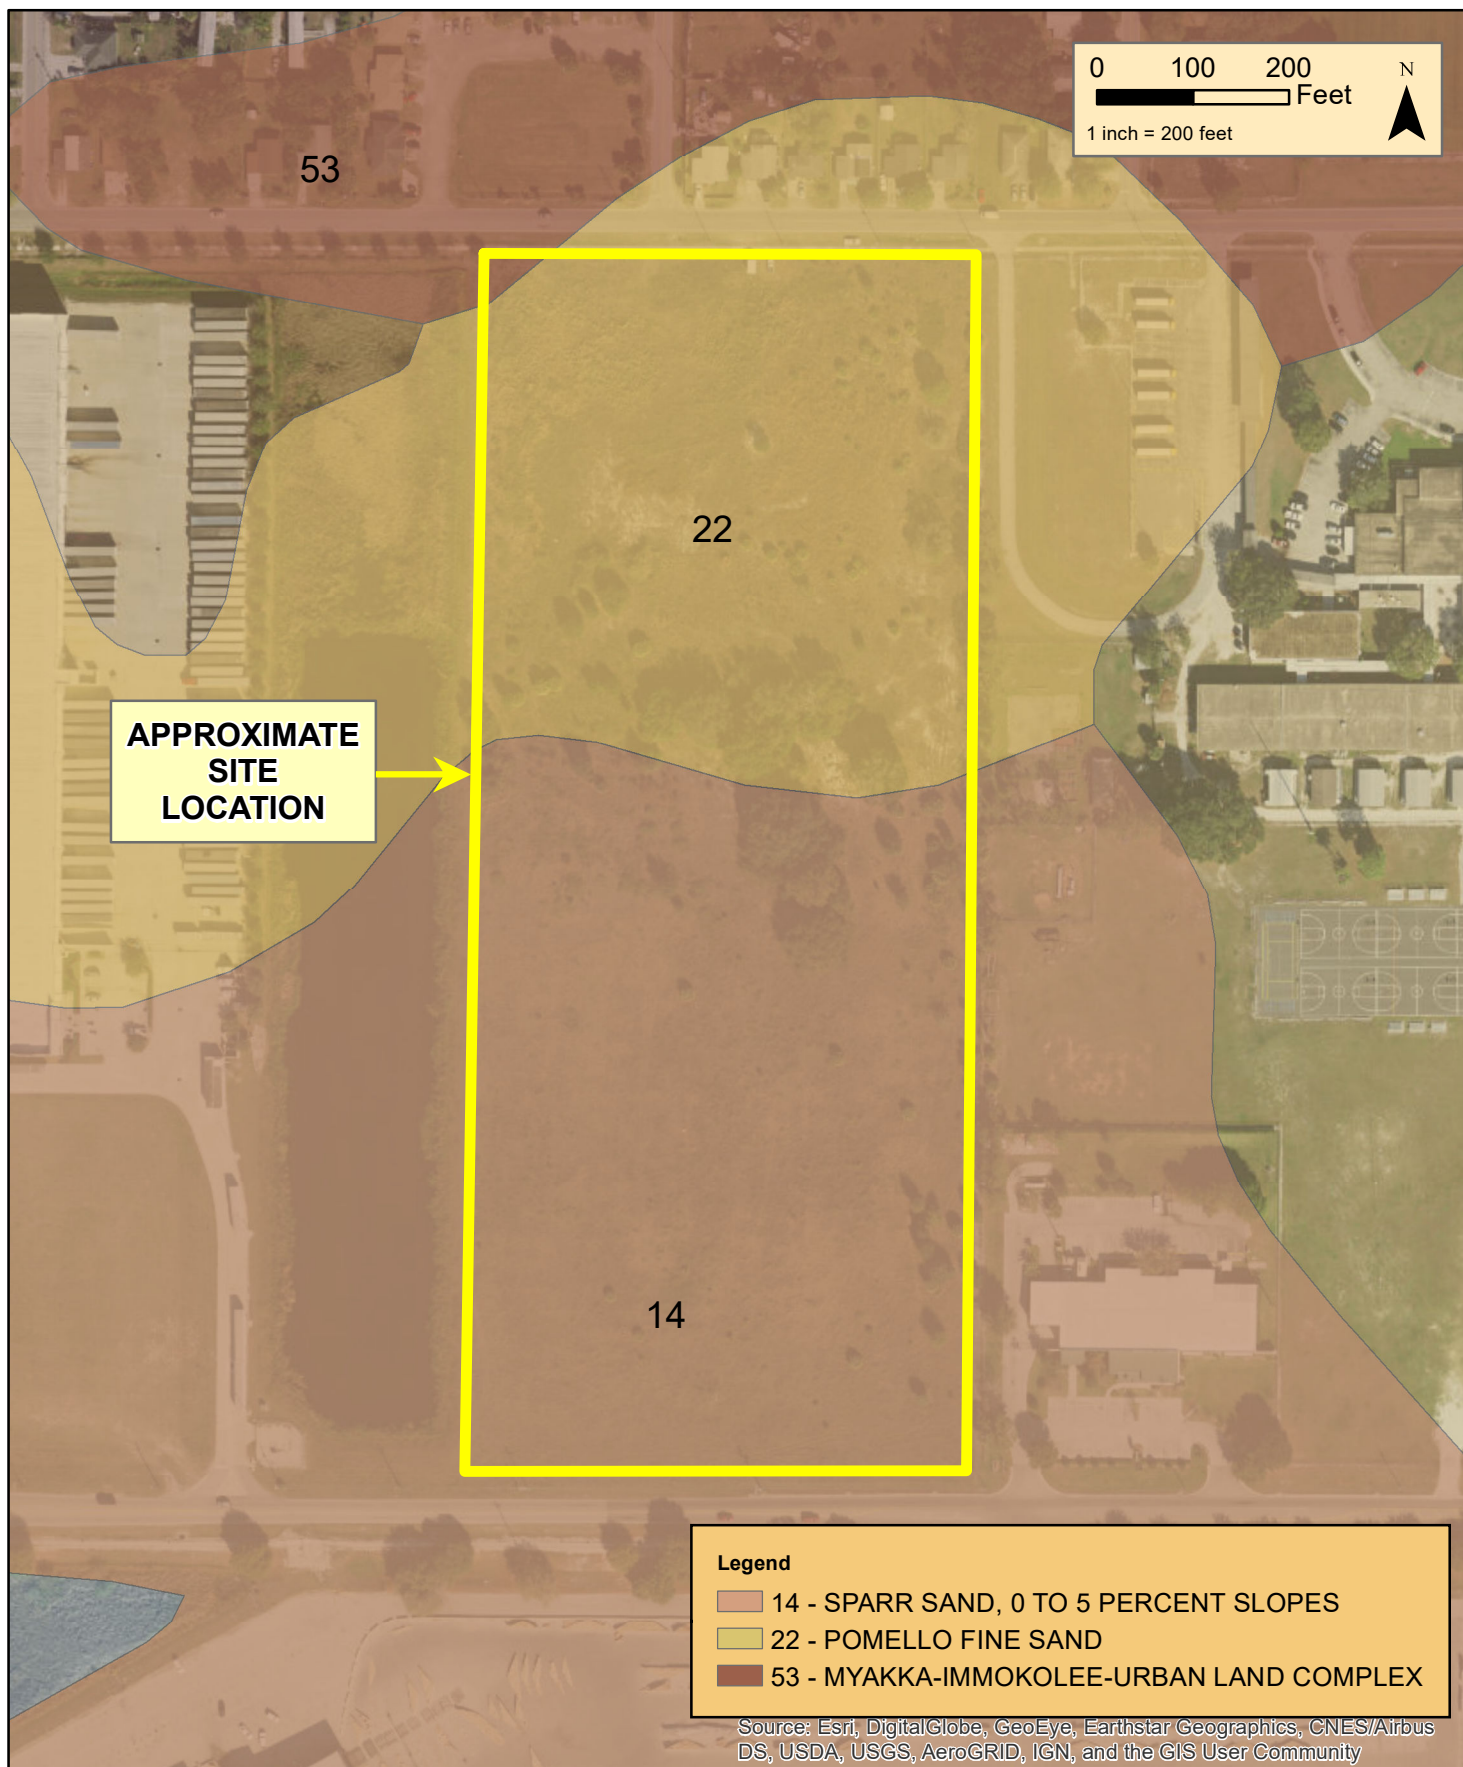 0 100 200
Feet
N
1 inch = 200 feet
53
22
APPROXIMATE
SITE
LOCATION
14
Legend
14 - SPARR SAND, 0 TO 5 PERCENT SLOPES
22 - POMELLO FINE SAND
53 - MYAKKA-IMMOKOLEE-URBAN LAND COMPLEX
Source: Esri, DigitalGlobe, GeoEye, Earthstar Geographics, CNES/Airbus
DS, USDA, USGS, AeroGRID, IGN, and the GIS User Community